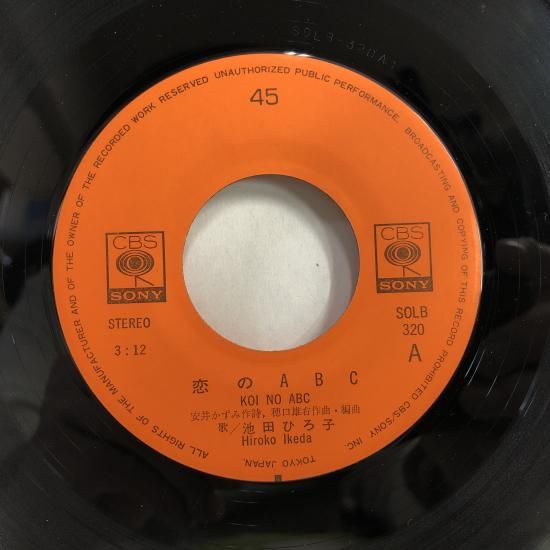 SOLB-320A1
ALL RIGHTS OF THE MANUFACTURER AND OF THE OWNER OF THE RECORDED WORK RESERVED UNAUTHORIZED PUBLIC PERFORMANCE. BROADCASTING AND COPYING OF THIS RECORD PROHIBITED CBS/SONY INC.
TOKYO JAPAN.
45
CBS
SONY
CBS
SONY
STEREO
3:12
SOLB
320
A
恋のABC
KOI NO ABC
安井かずみ作詩，穂口雄右作曲・編曲
歌／池田ひろ子
Hiroko Ikeda